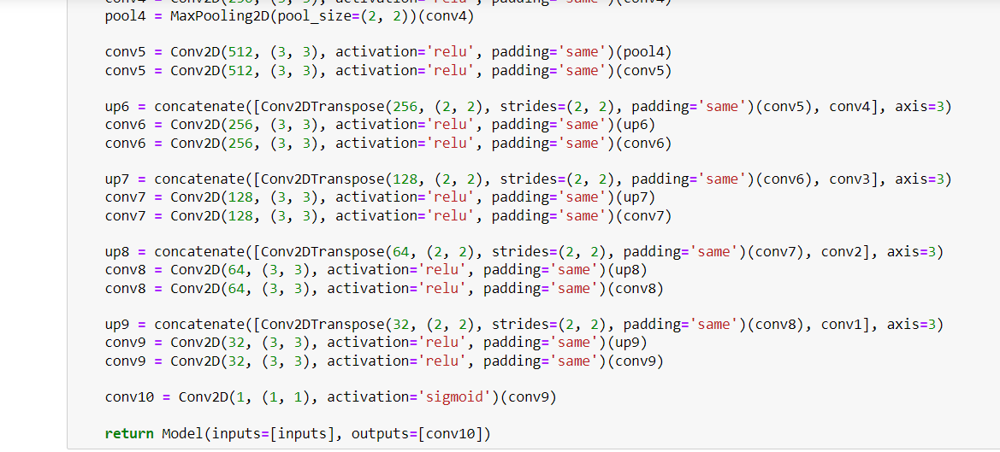 pool4 = MaxPooling2D(pool_size=(2, 2))(conv4)
conv5 = Conv2D(512, (3, 3), activation='relu', padding='same')(pool4)
conv5 = Conv2D(512, (3, 3), activation='relu', padding='same')(conv5)
up6 = concatenate([Conv2DTranspose(256, (2, 2), strides=(2, 2), padding='same')(conv5), conv4], axis=3)
conv6 = Conv2D(256, (3, 3), activation='relu', padding='same')(up6)
conv6 = Conv2D(256, (3, 3), activation='relu', padding='same')(conv6)
up7 = concatenate([Conv2DTranspose(128, (2, 2), strides=(2, 2), padding='same')(conv6), conv3], axis=3)
conv7 = Conv2D(128, (3, 3), activation='relu', padding='same')(up7)
conv7 = Conv2D(128, (3, 3), activation='relu', padding='same')(conv7)
up8 = concatenate([Conv2DTranspose(64, (2, 2), strides=(2, 2), padding='same')(conv7), conv2], axis=3)
conv8 = Conv2D(64, (3, 3), activation='relu', padding='same')(up8)
conv8 = Conv2D(64, (3, 3), activation='relu', padding='same')(conv8)
up9 = concatenate([Conv2DTranspose(32, (2, 2), strides=(2, 2), padding='same')(conv8), conv1], axis=3)
conv9 = Conv2D(32, (3, 3), activation='relu', padding='same')(up9)
conv9 = Conv2D(32, (3, 3), activation='relu', padding='same')(conv9)
conv10 = Conv2D(1, (1, 1), activation='sigmoid')(conv9)
return Model(inputs=[inputs], outputs=[conv10])